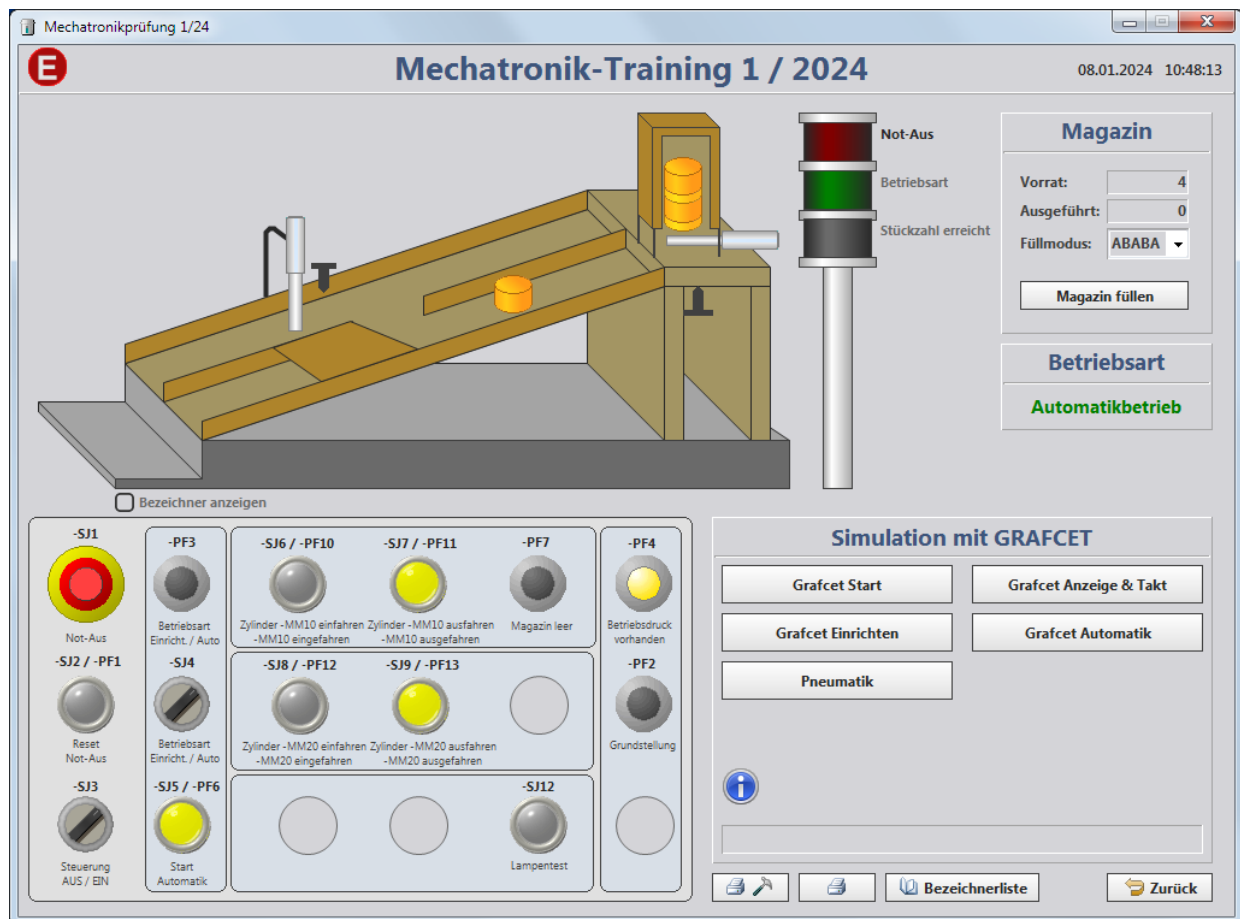 Mechatronikprüfung 1/24
E
Mechatronik-Training 1 / 2024
08.01.2024 10:48:13
Not-Aus
Betriebsart
Stückzahl erreicht
Magazin
Vorrat: 4
Ausgeführt: 0
Füllmodus: ABABA
Magazin füllen
Betriebsart
Automatikbetrieb
Bezeichner anzeigen
-SJ1
Not-Aus
-SJ2 / -PF1
Reset
Not-Aus
-SJ3
Steuerung
AUS / EIN
-PF3
Betriebsart
Einricht. / Auto
-SJ4
Betriebsart
Einricht. / Auto
-SJ5 / -PF6
Start
Automatik
-SJ6 / -PF10
Zylinder -MM10 einfahren
-MM10 eingefahren
-SJ7 / -PF11
Zylinder -MM10 ausfahren
-MM10 ausgefahren
-PF7
Magazin leer
-SJ8 / -PF12
Zylinder -MM20 einfahren
-MM20 eingefahren
-SJ9 / -PF13
Zylinder -MM20 ausfahren
-MM20 ausgefahren
-SJ12
Lampentest
-PF4
Betriebsdruck
vorhanden
-PF2
Grundstellung
Simulation mit GRAFCET
Grafcet Start
Grafcet Anzeige & Takt
Grafcet Einrichten
Grafcet Automatik
Pneumatik
i
Bezeichnerliste
Zurück